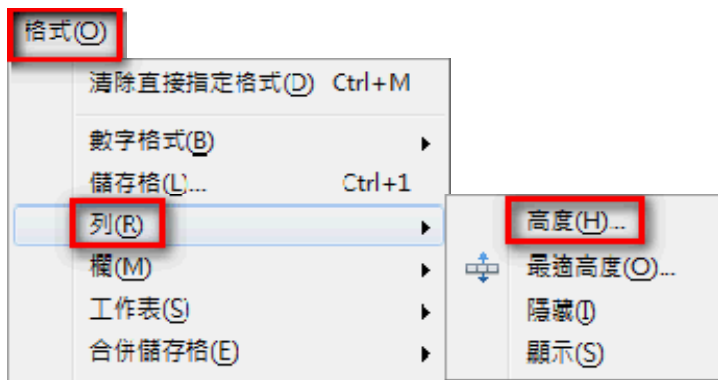 格式(O)
清除直接指定格式(D) Ctrl+M
數字格式(B)
儲存格(L)... Ctrl+1
列(R)
高度(H)...
欄(M)
最適高度(O)...
工作表(S)
隱藏(I)
合併儲存格(E)
顯示(S)